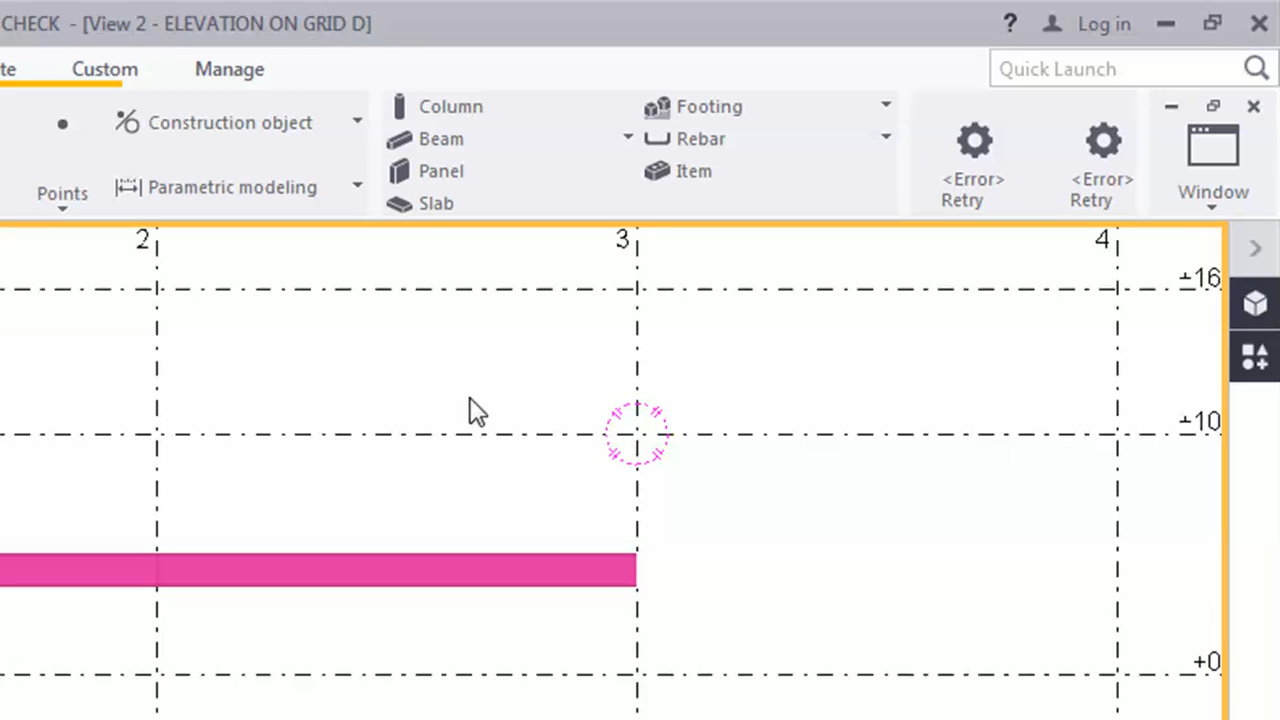 CHECK - [View 2 - ELEVATION ON GRID D]
? Log in
te Custom Manage
Quick Launch
Points
Construction object
Parametric modeling
Column
Beam
Panel
Slab
Footing
Rebar
Item
<Error>
Retry
<Error>
Retry
Window
2 3 4
+16
+10
+0